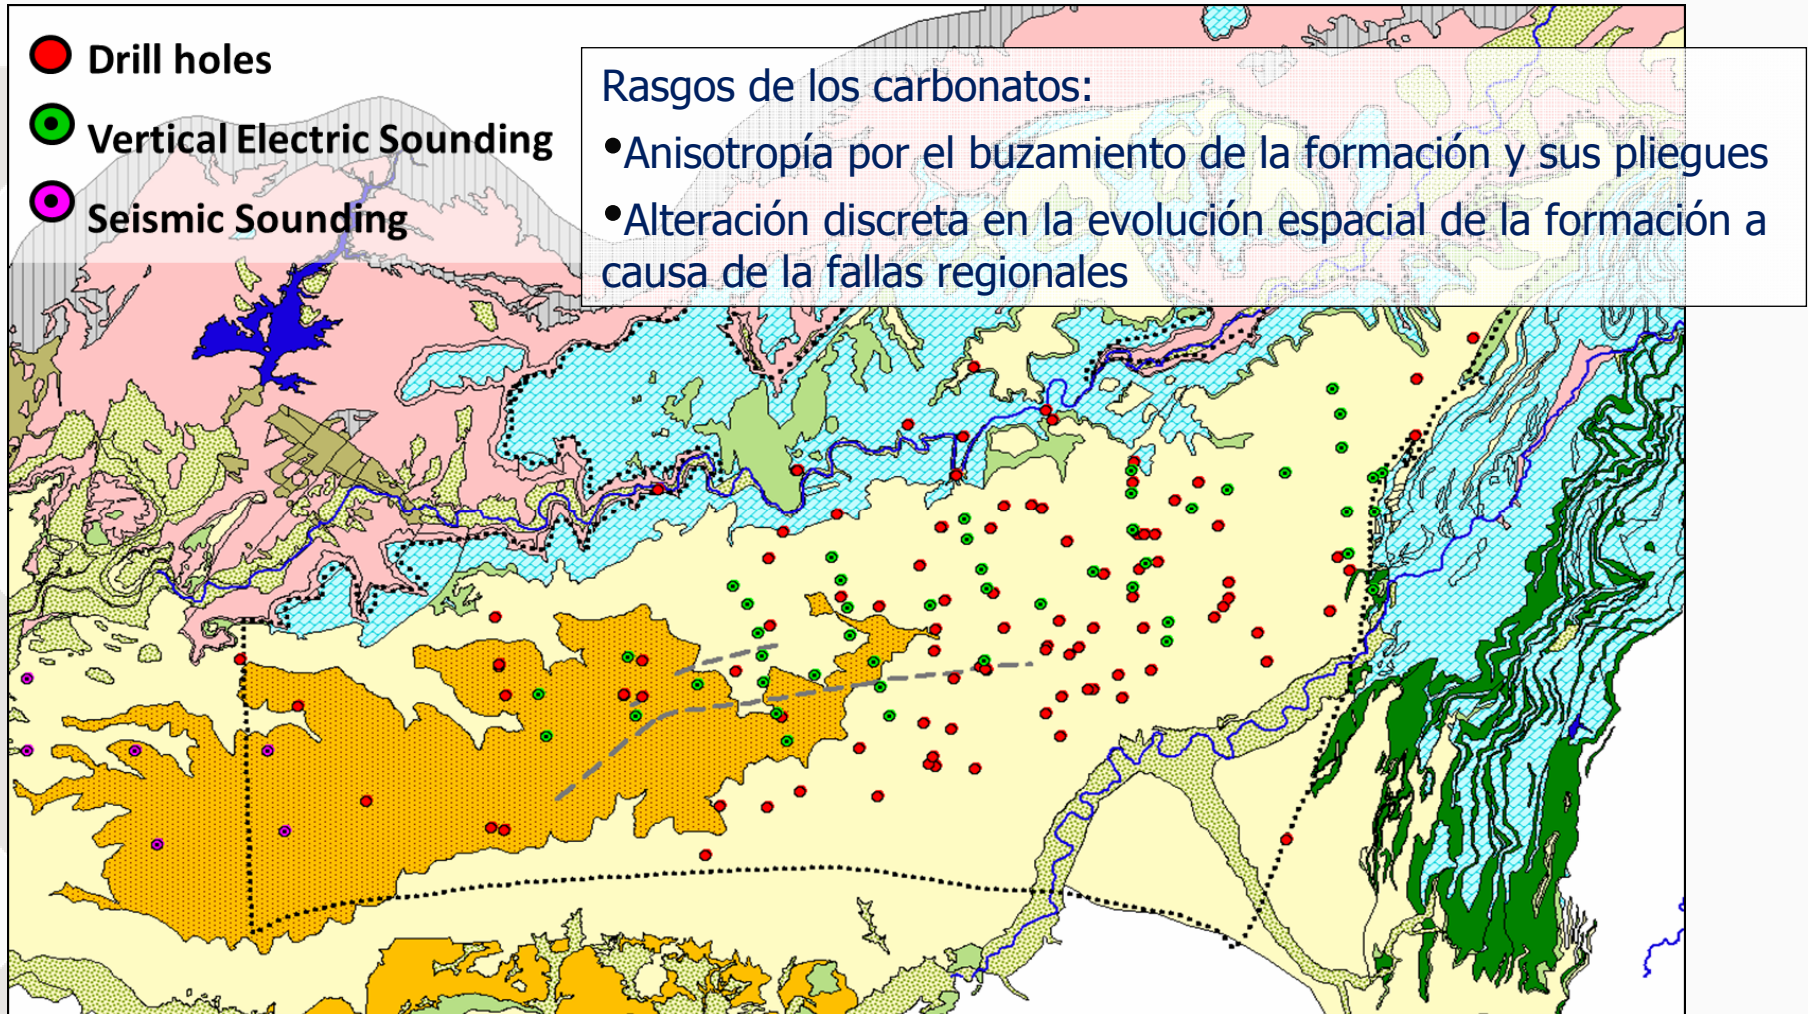 Drill holes
Vertical Electric Sounding
Seismic Sounding
Rasgos de los carbonatos:
•Anisotropía por el buzamiento de la formación y sus pliegues
•Alteración discreta en la evolución espacial de la formación a
causa de la fallas regionales